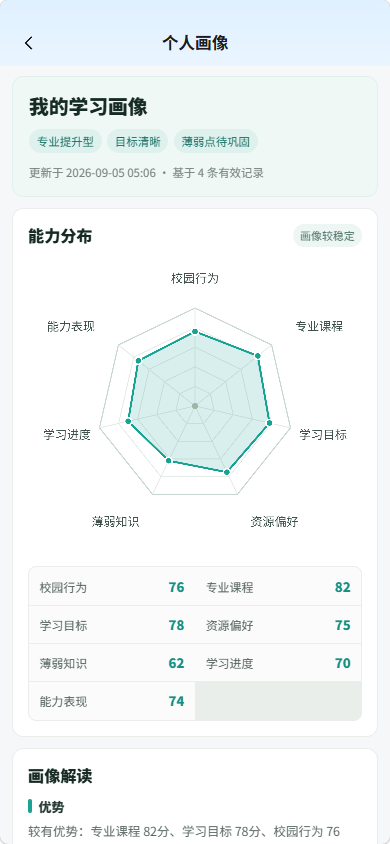 个人画像
我的学习画像
专业提升型 目标清晰 薄弱点待巩固
更新于 2026-09-05 05:06 · 基于 4 条有效记录
能力分布 画像较稳定
校园行为
能力表现 专业课程
学习进度 学习目标
薄弱知识 资源偏好
校园行为 76 专业课程 82
学习目标 78 资源偏好 75
薄弱知识 62 学习进度 70
能力表现 74
画像解读
优势
较有优势：专业课程 82分、学习目标 78分、校园行为 76